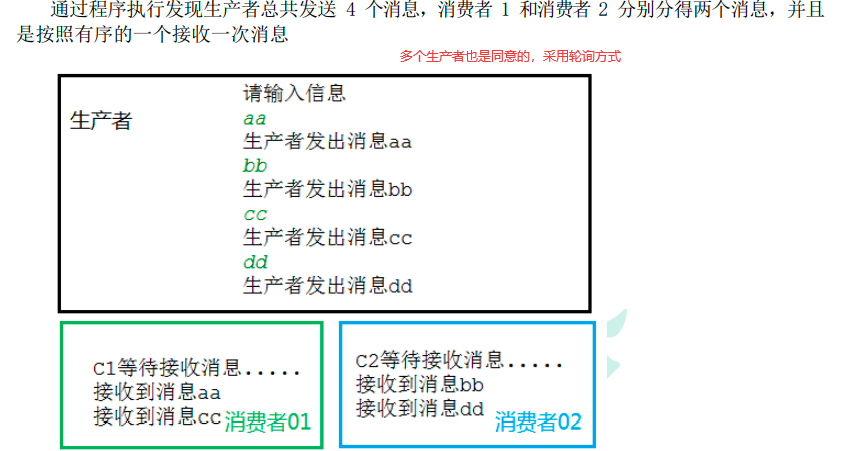 通过程序执行发现生产者总共发送 4 个消息，消费者 1 和消费者 2 分别分得两个消息，并且
是按照有序的一个接收一次消息
多个生产者也是同意的，采用轮询方式
生产者
请输入信息
aa
生产者发出消息aa
bb
生产者发出消息bb
cc
生产者发出消息cc
dd
生产者发出消息dd
C1等待接收消息.....
接收到消息aa
接收到消息cc
消费者01
C2等待接收消息.....
接收到消息bb
接收到消息dd
消费者02